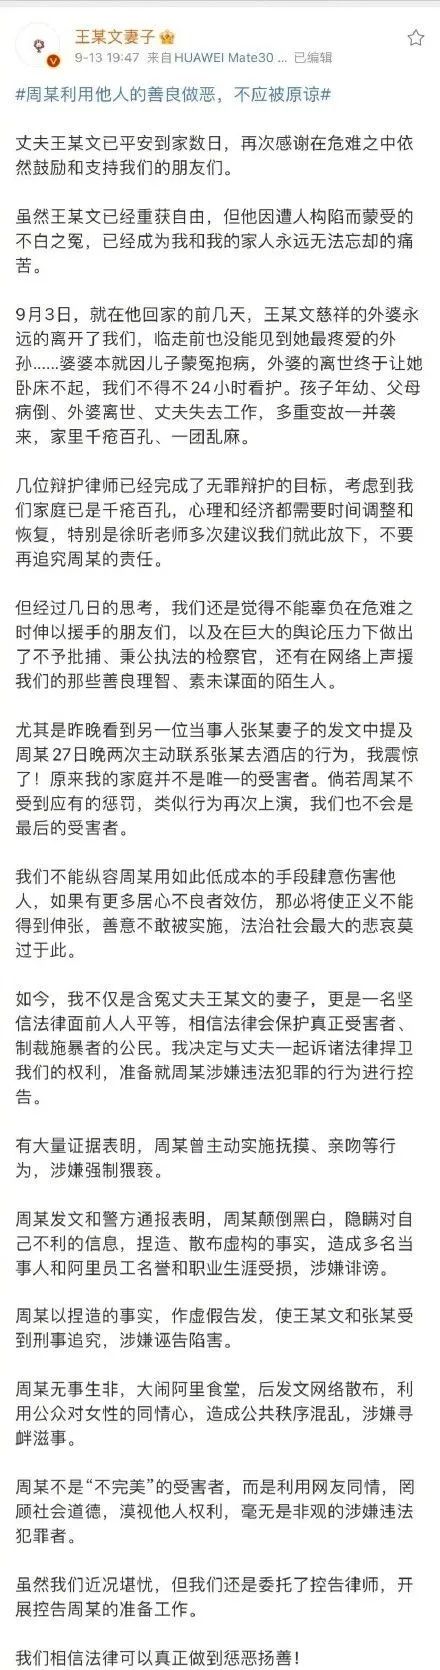 王某文妻子
9-13 19:47 来自HUAWEI Mate30 ... 已编辑
#周某利用他人的善良做恶，不应被原谅#
丈夫王某文已平安到家数日，再次感谢在危难之中依
然鼓励和支持我们的朋友们。
虽然王某文已经重获自由，但他因遭人构陷而蒙受的
不白之冤，已经成为我和我的家人永远无法忘却的痛
苦。
9月3日，就在他回家的前几天，王某文慈祥的外婆永
远的离开了我们，临走前也没能见到她最疼爱的外
孙......婆婆本就因儿子蒙冤抱病，外婆的离世终于让她
卧床不起，我们不得不24小时看护。孩子年幼、父母
病倒、外婆离世、丈夫失去工作，多重变故一并袭
来，家里千疮百孔、一团乱麻。
几位辩护律师已经完成了无罪辩护的目标，考虑到我
们家庭已是千疮百孔，心理和经济都需要时间调整和
恢复，特别是徐昕老师多次建议我们就此放下，不要
再追究周某的责任。
但经过几日的思考，我们还是觉得不能辜负在危难之
时伸以援手的朋友们，以及在巨大的舆论压力下做出
了不予批捕、秉公执法的检察官，还有在网络上声援
我们的那些善良理智、素未谋面的陌生人。
尤其是昨晚看到另一位当事人张某妻子的发文中提及
周某27日晚两次主动联系张某去酒店的行为，我震惊
了！原来我的家庭并不是唯一的受害者。倘若周某不
受到应有的惩罚，类似行为再次上演，我们也不会是
最后的受害者。
我们不能纵容周某用如此低成本的手段肆意伤害他
人，如果有更多居心不良者效仿，那必将使正义不能
得到伸张，善意不敢被实施，法治社会最大的悲哀莫
过于此。
如今，我不仅是含冤丈夫王某文的妻子，更是一名坚
信法律面前人人平等，相信法律会保护真正受害者、
制裁施暴者的公民。我决定与丈夫一起诉诸法律捍卫
我们的权利，准备就周某涉嫌违法犯罪的行为进行控
告。
有大量证据表明，周某曾主动实施抚摸、亲吻等行
为，涉嫌强制猥亵。
周某发文和警方通报表明，周某颠倒黑白，隐瞒对自
己不利的信息，捏造、散布虚构的事实，造成多名当
事人和阿里员工名誉和职业生涯受损，涉嫌诽谤。
周某以捏造的事实，作虚假告发，使王某文和张某受
到刑事追究，涉嫌诬告陷害。
周某无事生非，大闹阿里食堂，后发文网络散布，利
用公众对女性的同情心，造成公共秩序混乱，涉嫌寻
衅滋事。
周某不是“不完美”的受害者，而是利用网友同情，罔
顾社会道德，漠视他人权利，毫无是非观的涉嫌违法
犯罪者。
虽然我们近况堪忧，但我们还是委托了控告律师，开
展控告周某的准备工作。
我们相信法律可以真正做到惩恶扬善！